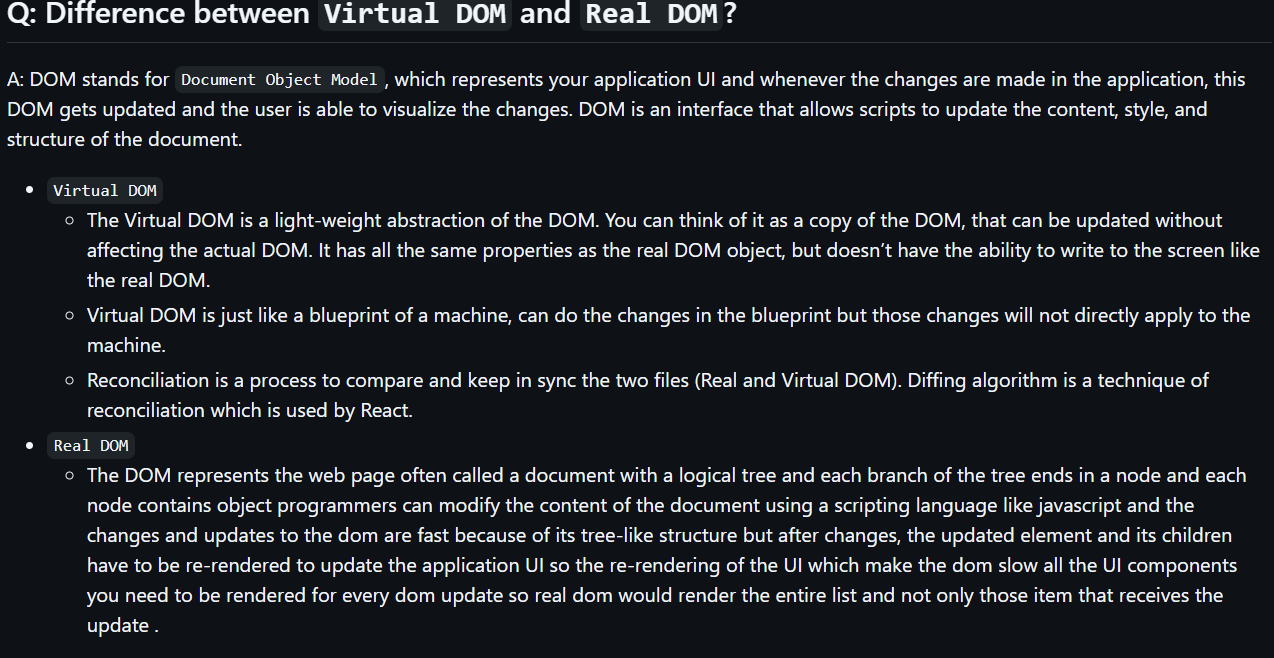 Q: Difference between Virtual DOM and Real DOM?
A: DOM stands for Document Object Model, which represents your application UI and whenever the changes are made in the application, this
DOM gets updated and the user is able to visualize the changes. DOM is an interface that allows scripts to update the content, style, and
structure of the document.
Virtual DOM
The Virtual DOM is a light-weight abstraction of the DOM. You can think of it as a copy of the DOM, that can be updated without
affecting the actual DOM. It has all the same properties as the real DOM object, but doesn’t have the ability to write to the screen like
the real DOM.
Virtual DOM is just like a blueprint of a machine, can do the changes in the blueprint but those changes will not directly apply to the
machine.
Reconciliation is a process to compare and keep in sync the two files (Real and Virtual DOM). Diffing algorithm is a technique of
reconciliation which is used by React.
Real DOM
The DOM represents the web page often called a document with a logical tree and each branch of the tree ends in a node and each
node contains object programmers can modify the content of the document using a scripting language like javascript and the
changes and updates to the dom are fast because of its tree-like structure but after changes, the updated element and its children
have to be re-rendered to update the application UI so the re-rendering of the UI which make the dom slow all the UI components
you need to be rendered for every dom update so real dom would render the entire list and not only those item that receives the
update .